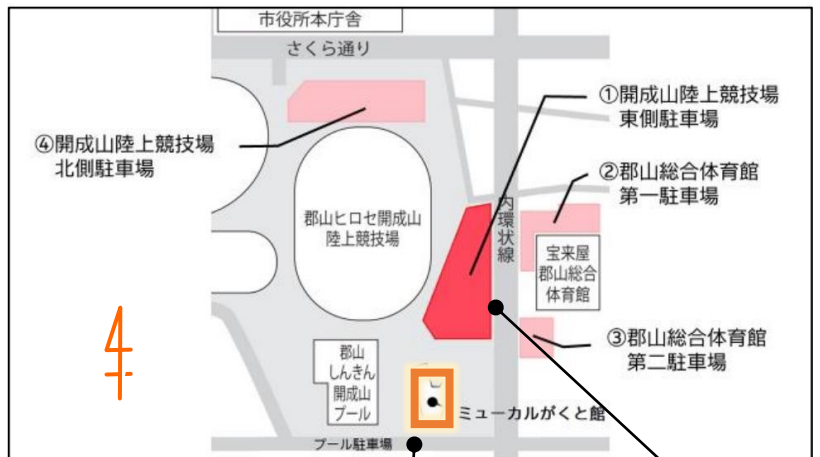 市役所本庁舎
さくら通り
①開成山陸上競技場
東側駐車場
④開成山陸上競技場
北側駐車場
②郡山総合体育館
第一駐車場
郡山ヒロセ開成山
陸上競技場
内環状線
宝来屋
郡山総合
体育館
③郡山総合体育館
第二駐車場
郡山
しんきん
開成山
プール
ミューカルがくと館
プール駐車場